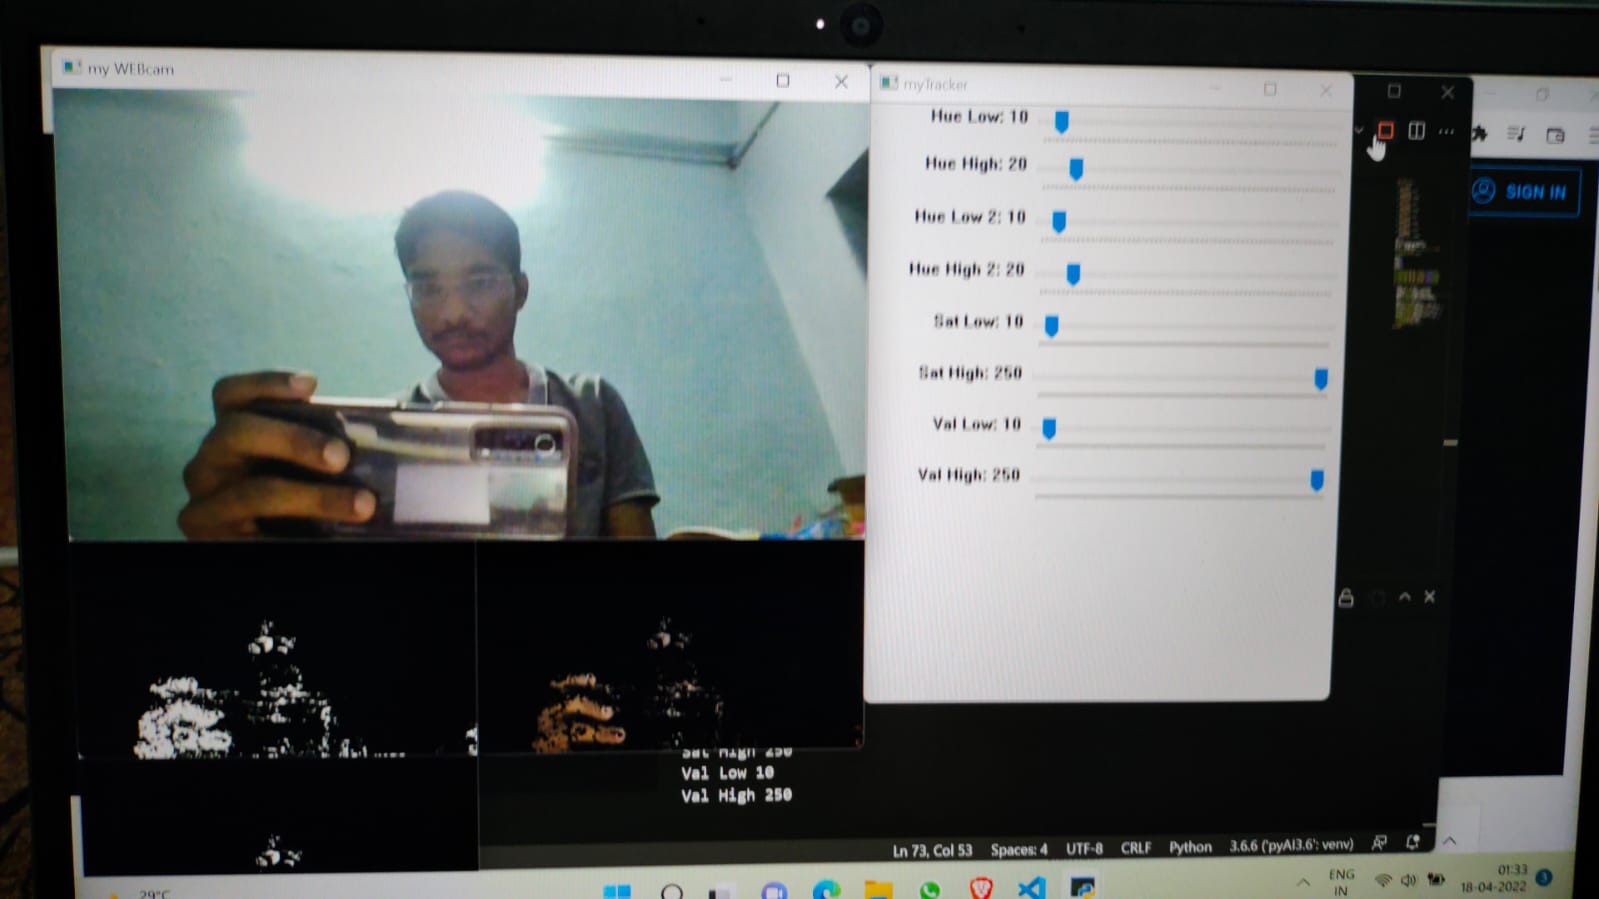 my WEBcam
myTracker
Hue Low: 10
Hue High: 20
Hue Low 2: 10
Hue High 2: 20
Sat Low: 10
Sat High: 250
Val Low: 10
Val High: 250
SIGN IN
Sat High 250
Val Low 10
Val High 250
Ln 73, Col 53 Spaces: 4 UTF-8 CRLF Python 3.6.6 ('pyAI3.6': venv)
29°C
ENG
IN
01:33
18-04-2022
3